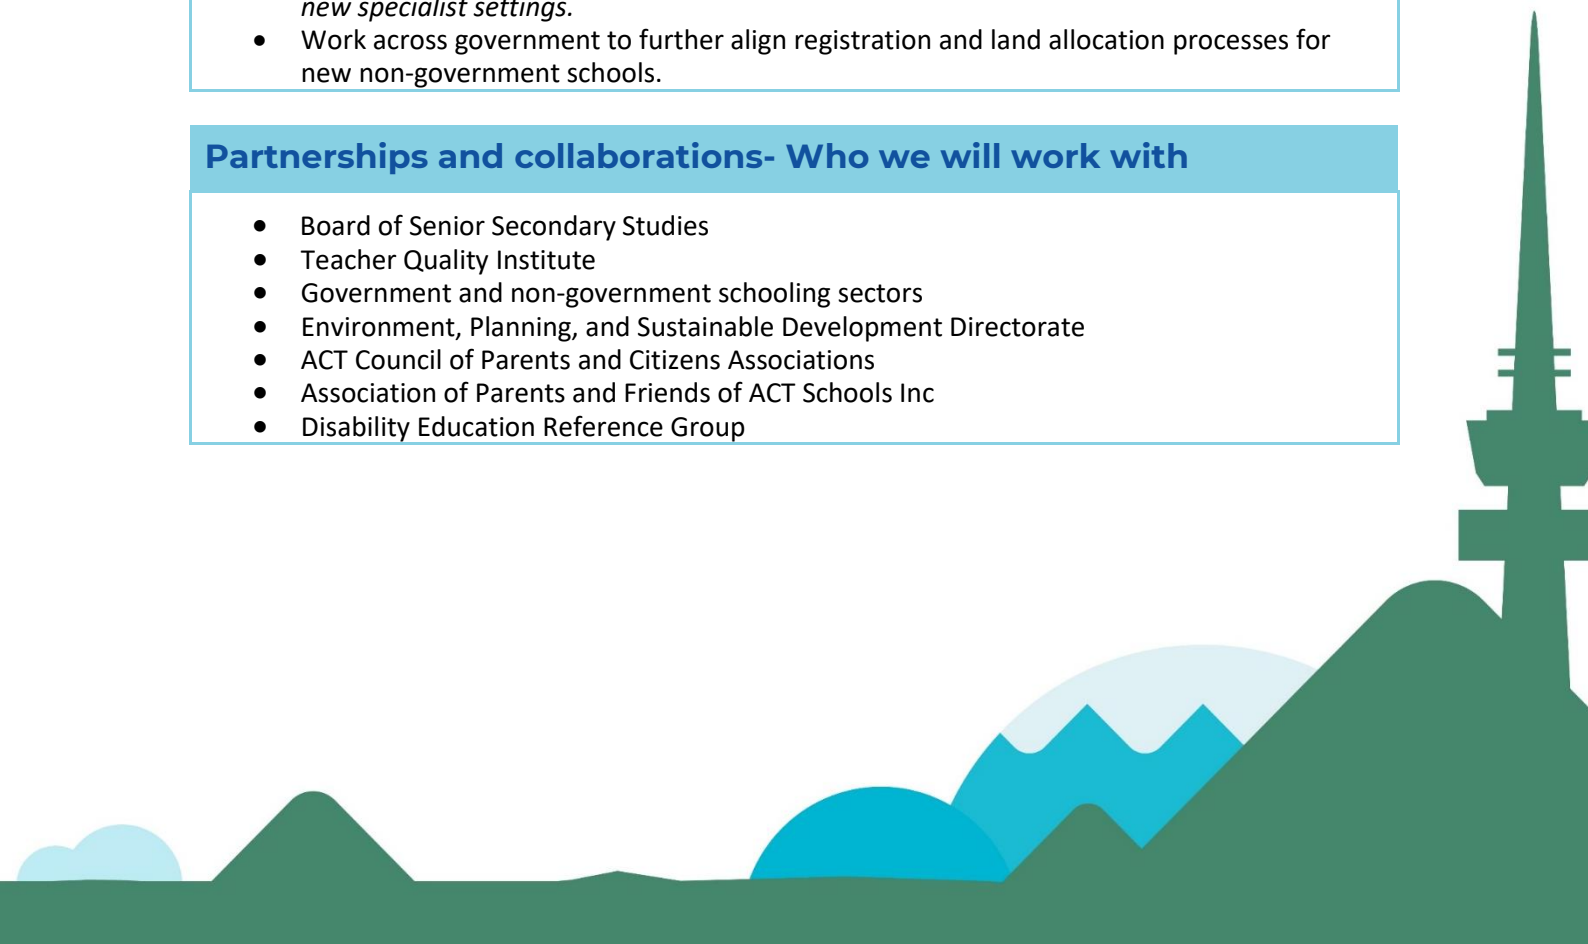 new specialist settings.
• Work across government to further align registration and land allocation processes for
new non-government schools.
Partnerships and collaborations- Who we will work with
• Board of Senior Secondary Studies
• Teacher Quality Institute
• Government and non-government schooling sectors
• Environment, Planning, and Sustainable Development Directorate
• ACT Council of Parents and Citizens Associations
• Association of Parents and Friends of ACT Schools Inc
• Disability Education Reference Group